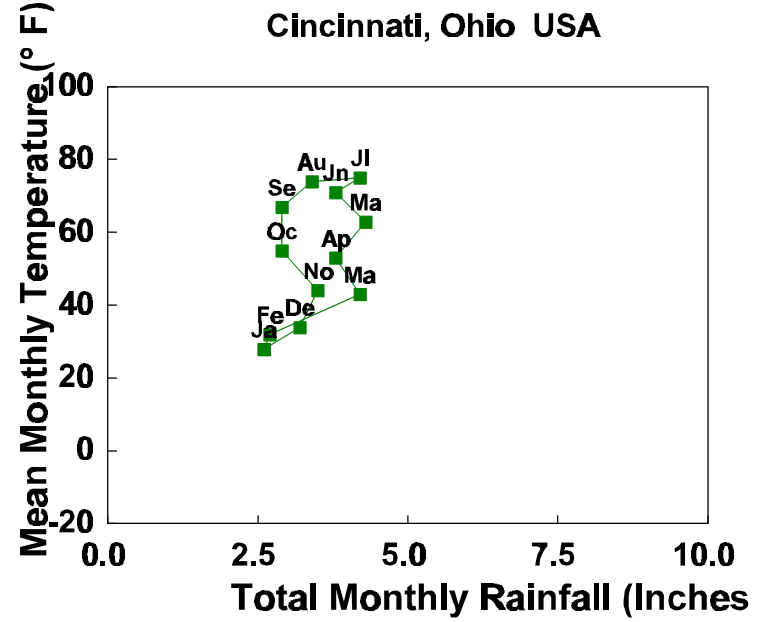 Cincinnati, Ohio USA
Mean Monthly Temperature (° F)
100
80
60
40
20
0
-20
Au
Jn
Jl
Se
Ma
Oc
Ap
No
Ma
Fe
De
Ja
0.0
2.5
5.0
7.5
10.0
Total Monthly Rainfall (Inches